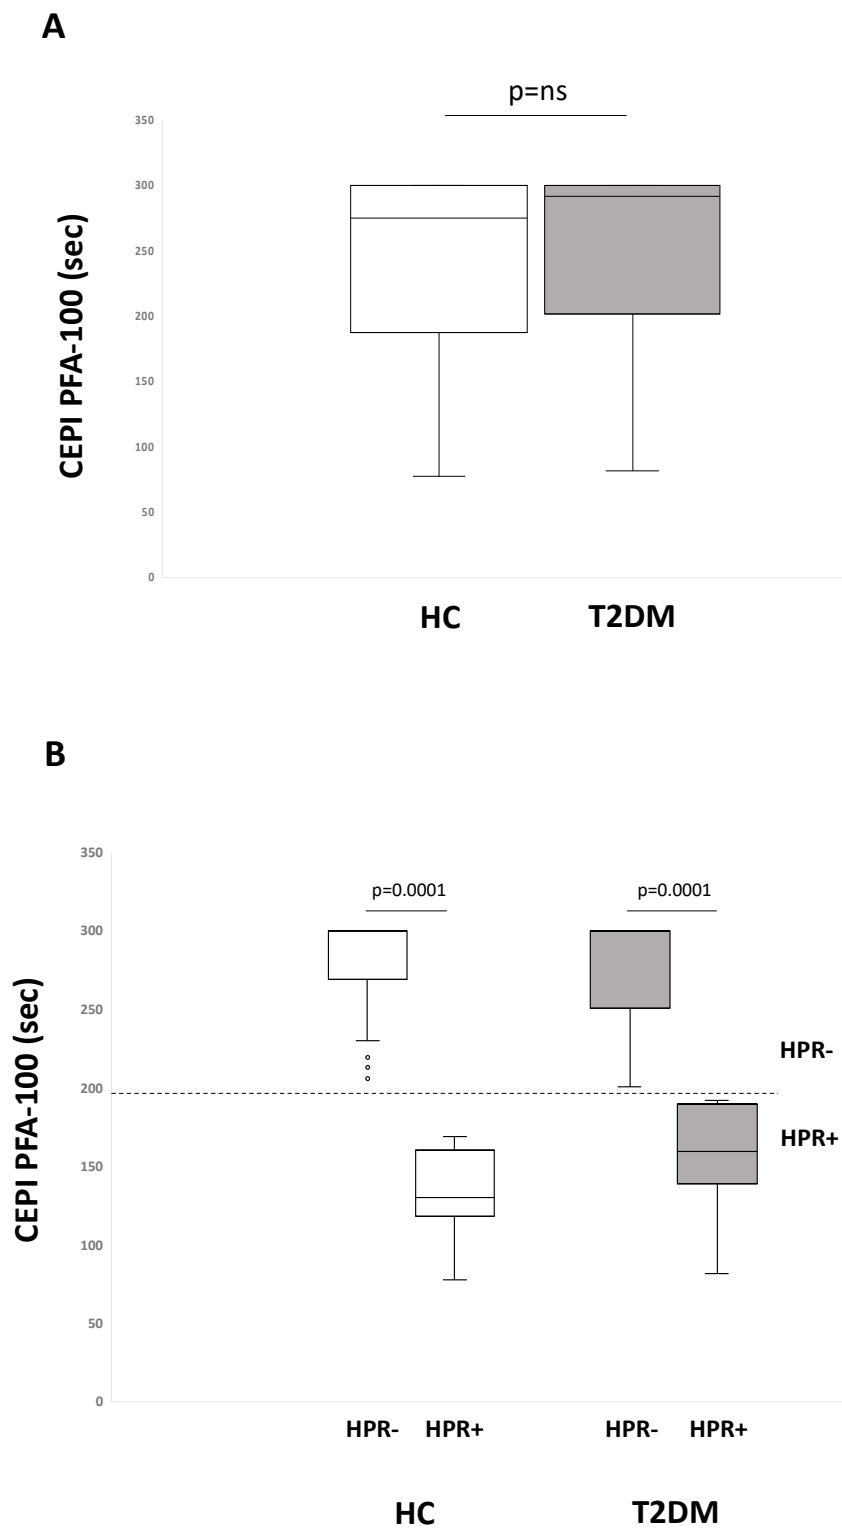 A
p=ns
CEPI PFA-100 (sec)
350
300
250
200
150
100
50
0
HC T2DM
B
CEPI PFA-100 (sec)
350
300
250
200
150
100
50
0
p=0.0001 p=0.0001
HPR-
HPR+
HPR- HPR+ HPR- HPR+
HC T2DM